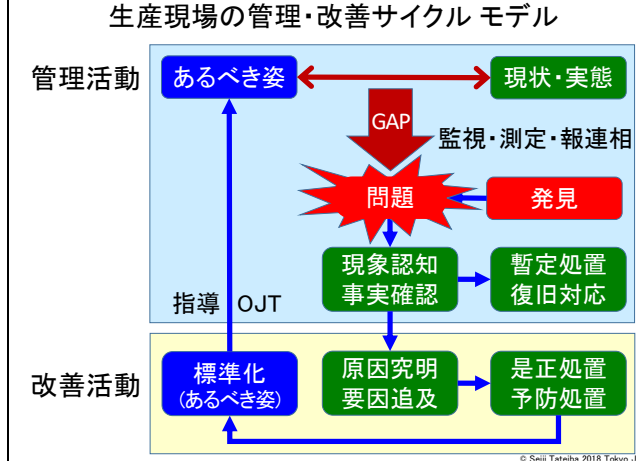 生産現場の管理・改善サイクル モデル
管理活動
あるべき姿
現状・実態
GAP
監視・測定・報連相
問題
発見
現象認知
事実確認
暫定処置
復旧対応
指導
OJT
改善活動
標準化
(あるべき姿)
原因究明
要因追及
是正処置
予防処置
© Seiji Tateiba 2018 Tokyo